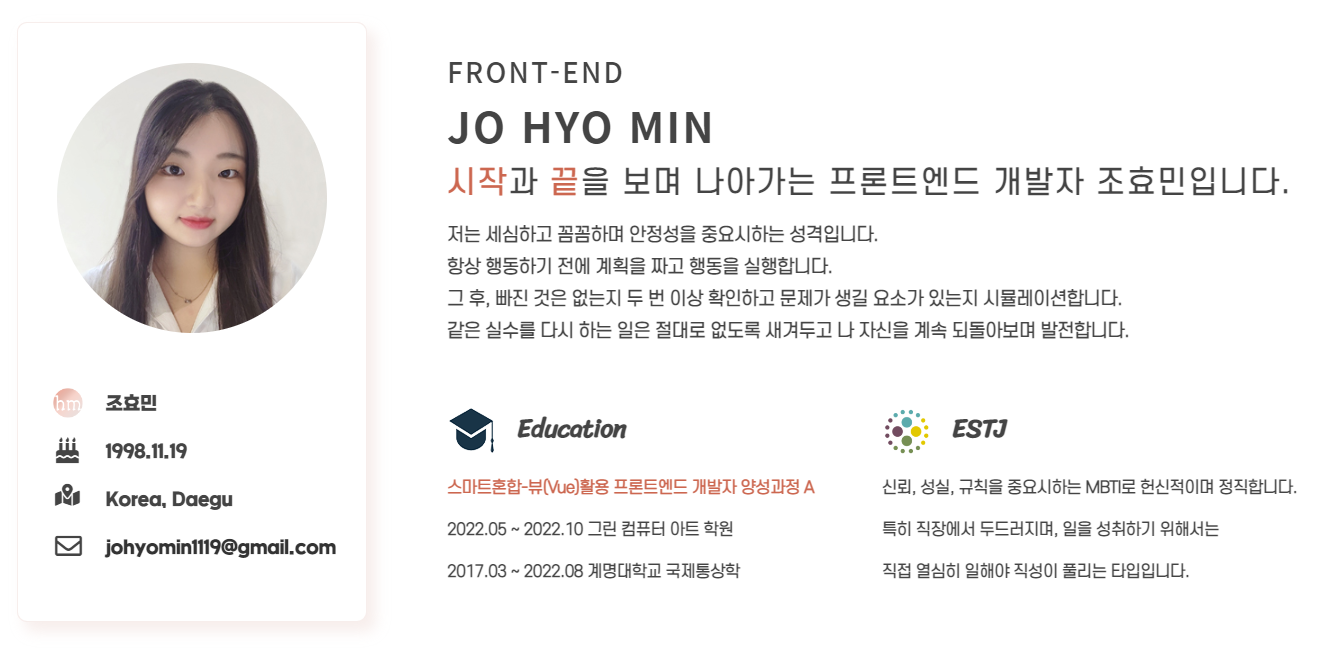 FRONT-END
JO HYO MIN
시작과 끝을 보며 나아가는 프론트엔드 개발자 조효민입니다.
저는 세심하고 꼼꼼하며 안정성을 중요시하는 성격입니다.
항상 행동하기 전에 계획을 짜고 행동을 실행합니다.
그 후, 빠진 것은 없는지 두 번 이상 확인하고 문제가 생길 요소가 있는지 시뮬레이션합니다.
같은 실수를 다시 하는 일은 절대로 없도록 새겨두고 나 자신을 계속 되돌아보며 발전합니다.
hm 조효민
1998.11.19
Korea, Daegu
johyomin1119@gmail.com
Education
스마트혼합-뷰(Vue)활용 프론트엔드 개발자 양성과정 A
2022.05 ~ 2022.10 그린 컴퓨터 아트 학원
2017.03 ~ 2022.08 계명대학교 국제통상학
ESTJ
신뢰, 성실, 규칙을 중요시하는 MBTI로 헌신적이며 정직합니다.
특히 직장에서 두드러지며, 일을 성취하기 위해서는
직접 열심히 일해야 직성이 풀리는 타입입니다.